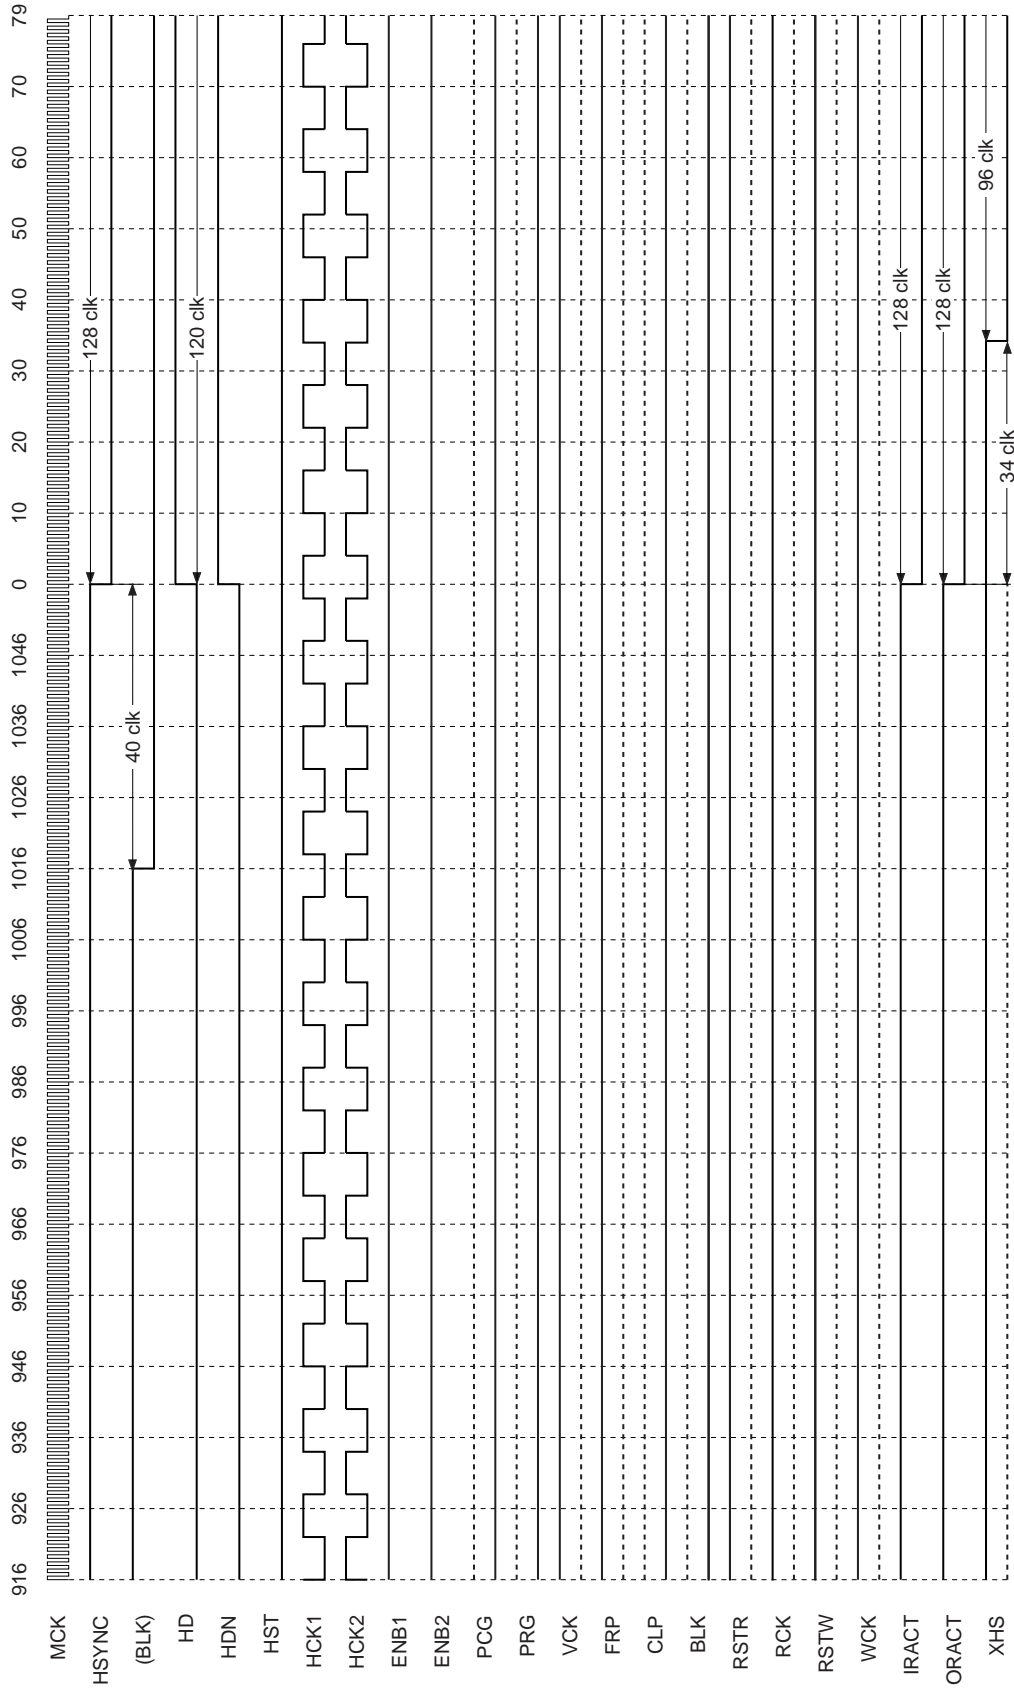 MCK
HSYNC
(BLK)
HD
HDN
HST
HCK1
HCK2
ENB1
ENB2
PCG
PRG
VCK
FRP
CLP
BLK
RSTR
RCK
RSTW
WCK
IRACT
ORACT
XHS
916
926
936
946
956
966
976
986
996
1006
1016
1026
1036
1046
0
10
20
30
40
50
60
70
79
128 clk
40 clk
120 clk
128 clk
128 clk
96 clk
34 clk